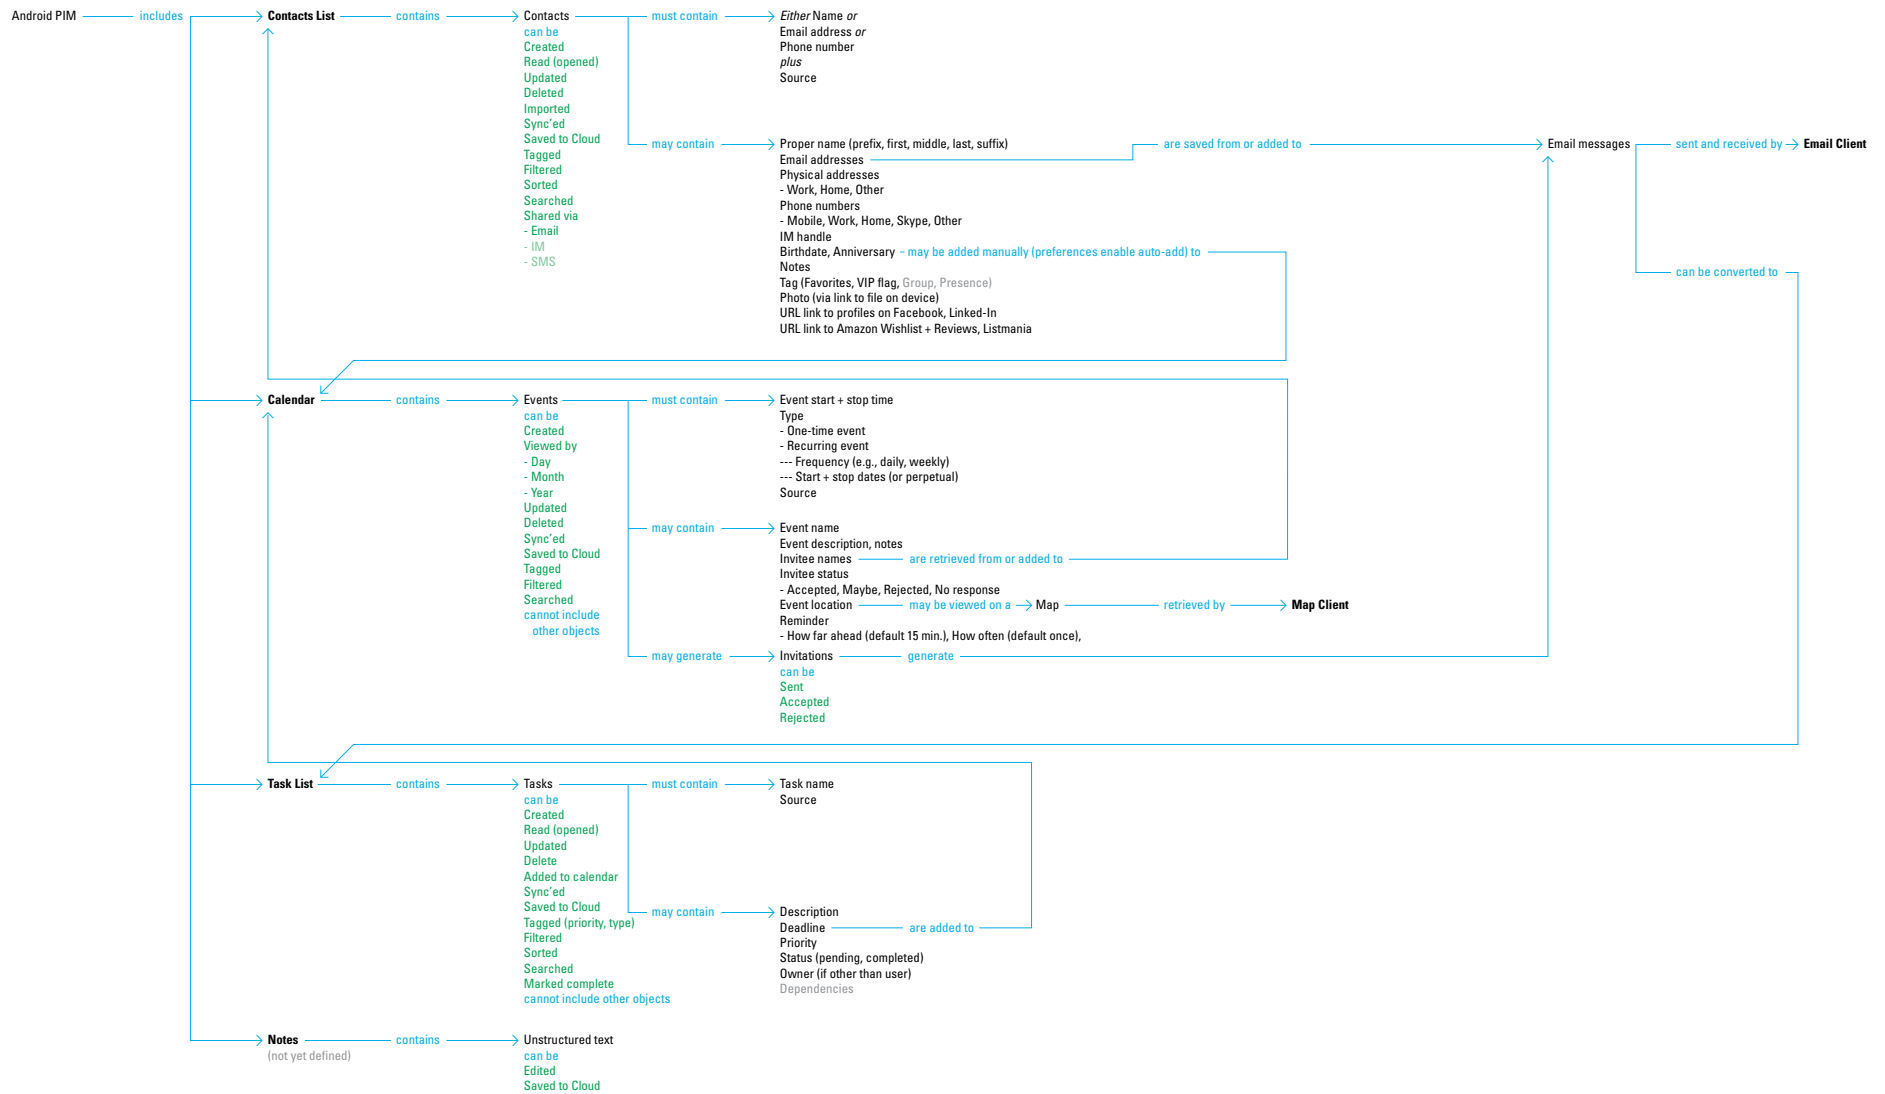 Android PIM includes Contacts List contains Contacts must contain Either Name or
can be Email address or
Created Phone number
Read (opened) plus
Updated Source
Deleted
Imported
Sync'ed
Saved to Cloud may contain Proper name (prefix, first, middle, last, suffix) are saved from or added to Email messages sent and received by Email Client
Tagged Email addresses
Filtered Physical addresses
Sorted - Work, Home, Other
Searched Phone numbers
Shared via - Mobile, Work, Home, Skype, Other
- Email IM handle
- IM Birthdate, Anniversary – may be added manually (preferences enable auto-add) to
- SMS Notes
can be converted to
Tag (Favorites, VIP flag, Group, Presence)
Photo (via link to file on device)
URL link to profiles on Facebook, Linked-In
URL link to Amazon Wishlist + Reviews, Listmania
Calendar contains Events must contain Event start + stop time
can be Type
Created - One-time event
Viewed by - Recurring event
- Day --- Frequency (e.g., daily, weekly)
- Month --- Start + stop dates (or perpetual)
- Year Source
Updated
Deleted may contain Event name
Sync'ed Event description, notes
Saved to Cloud Invitee names are retrieved from or added to
Tagged Invitee status
Filtered - Accepted, Maybe, Rejected, No response
Searched Event location may be viewed on a Map retrieved by Map Client
cannot include Reminder
other objects - How far ahead (default 15 min.), How often (default once),
may generate Invitations generate
can be
Sent
Accepted
Rejected
Task List contains Tasks must contain Task name
can be Source
Created
Read (opened)
Updated
Delete
Added to calendar
Sync'ed
Saved to Cloud may contain Description
Tagged (priority, type) Deadline are added to
Filtered Priority
Sorted Status (pending, completed)
Searched Owner (if other than user)
Marked complete Dependencies
cannot include other objects
Notes contains Unstructured text
(not yet defined) can be
Edited
Saved to Cloud